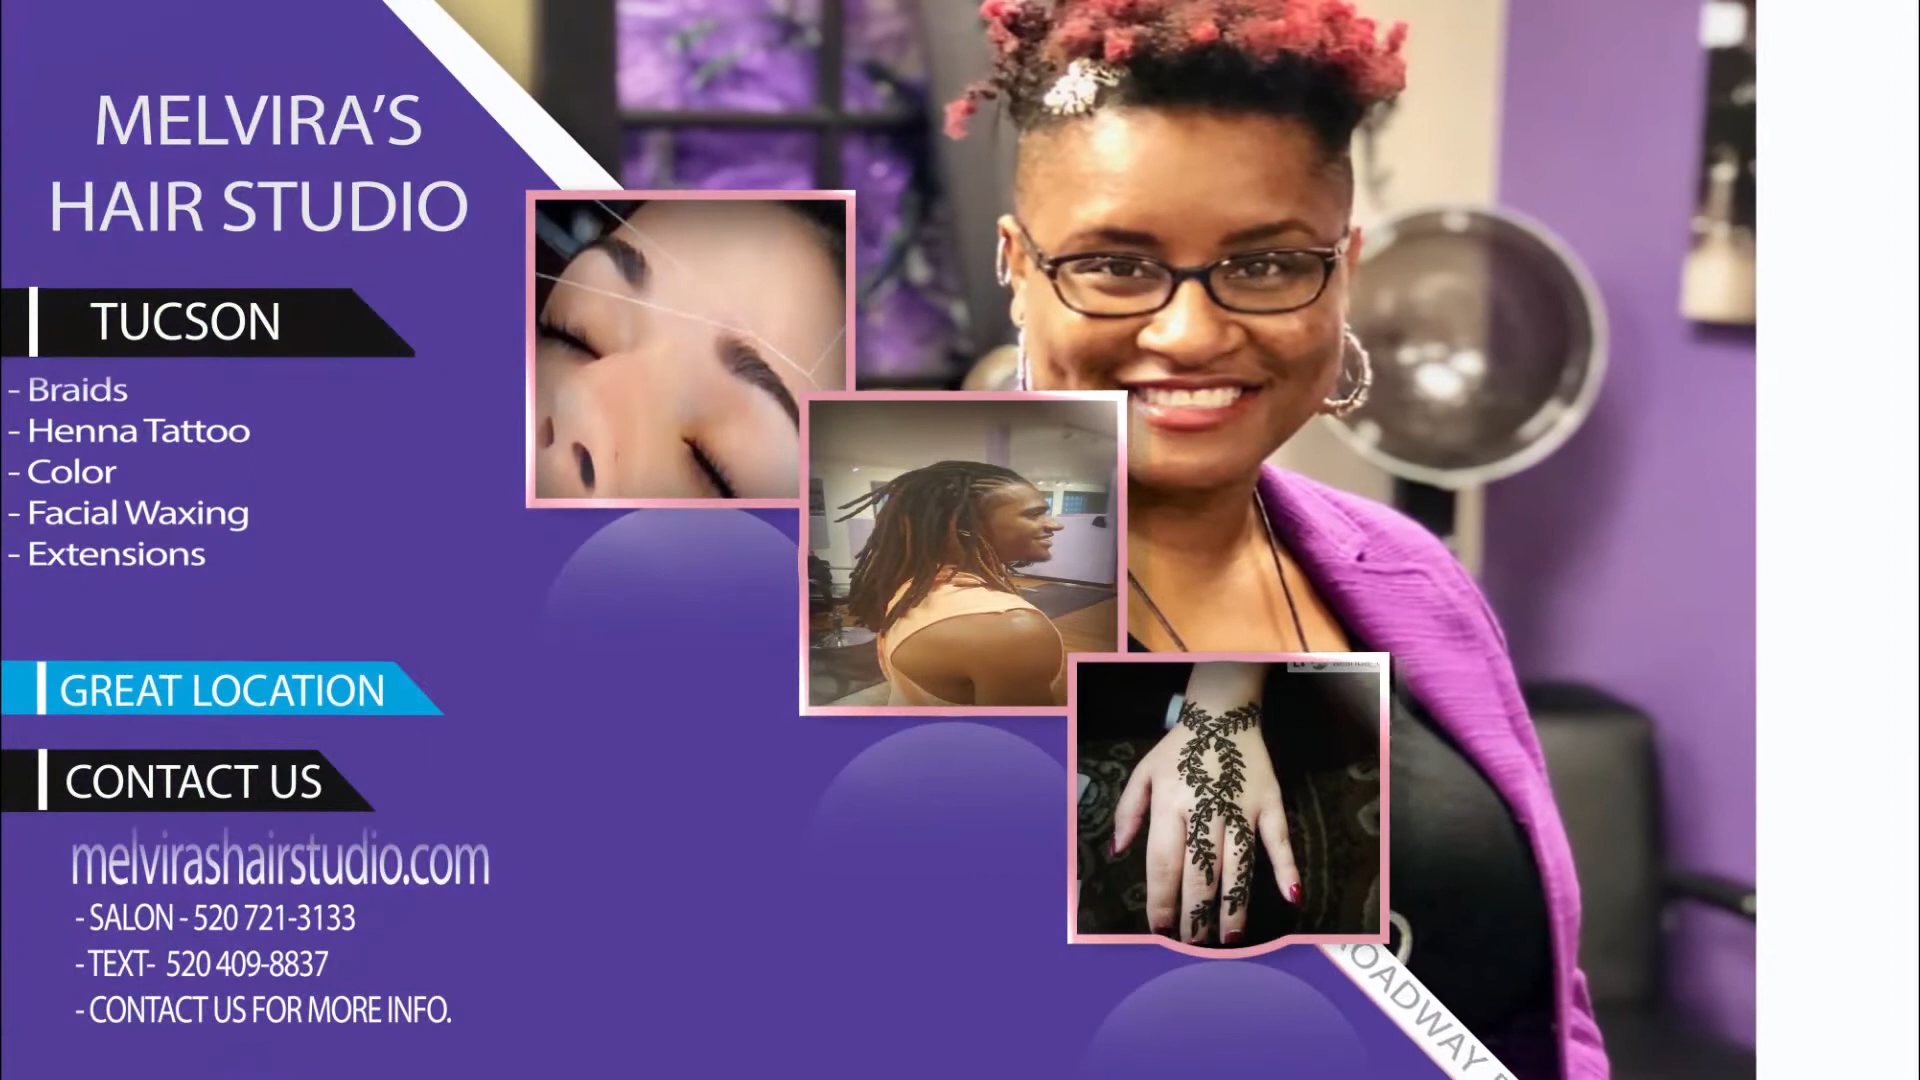 MELVIRA’S
HAIR STUDIO
TUCSON
- Braids
- Henna Tattoo
- Color
- Facial Waxing
- Extensions
GREAT LOCATION
CONTACT US
melvirashairstudio.com
- SALON - 520 721-3133
- TEXT- 520 409-8837
- CONTACT US FOR MORE INFO.